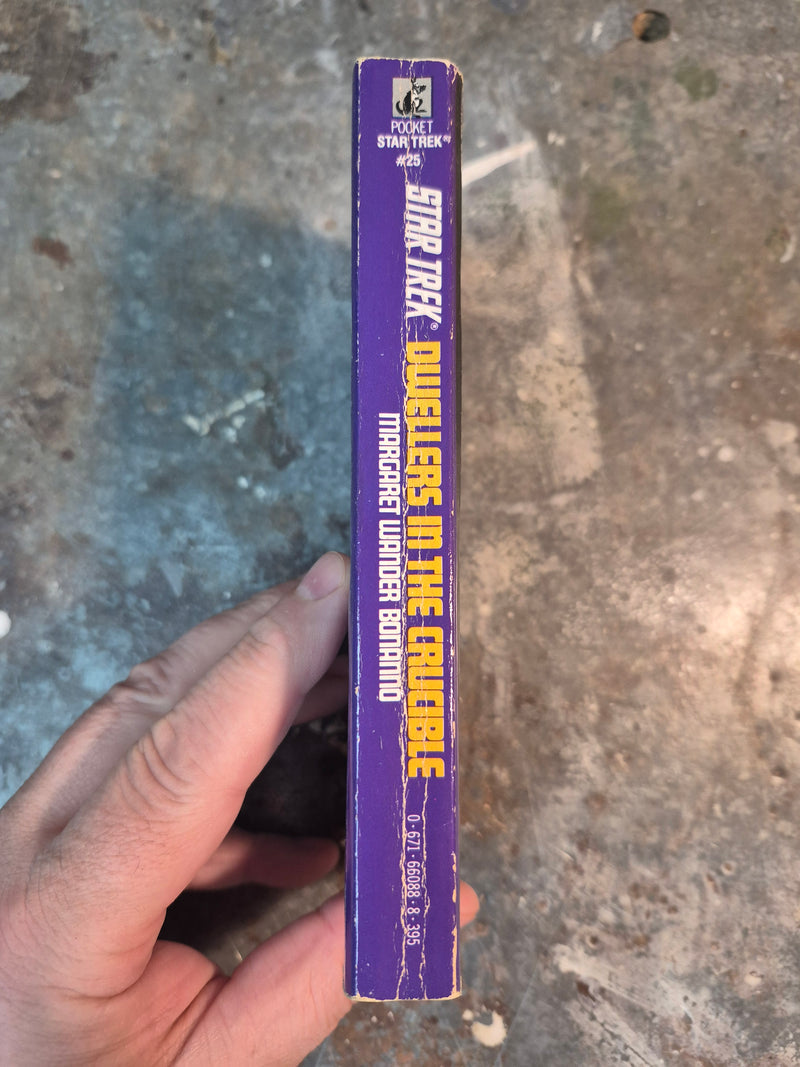 POCKET
STAR TREK®
#25
STAR TREK®
DWELLERS IN THE CRUCIBLE
MARGARET WANDER BONANNO
0·671·66088·8·395